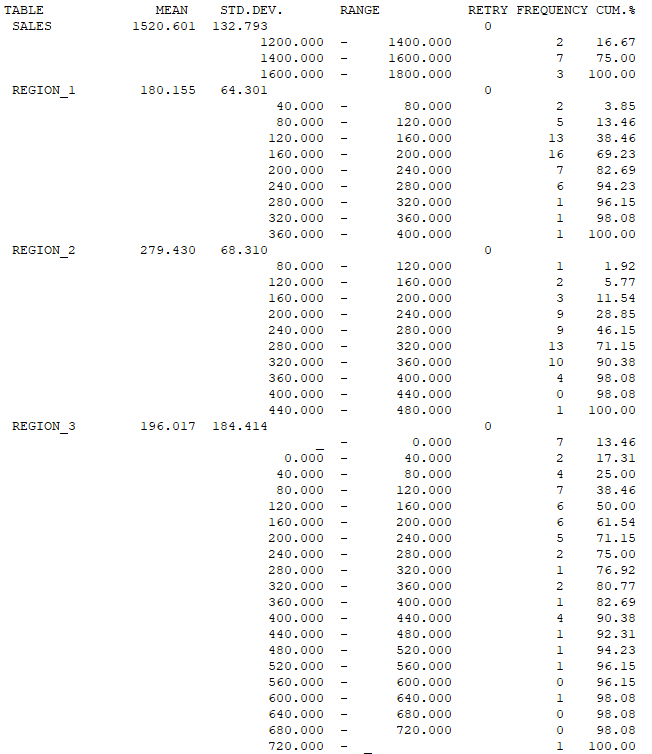 TABLE MEAN STD.DEV. RANGE RETRY FREQUENCY CUM.%
SALES 1520.601 132.793 0
1200.000 - 1400.000 2 16.67
1400.000 - 1600.000 7 75.00
1600.000 - 1800.000 3 100.00
REGION_1 180.155 64.301 0
40.000 - 80.000 2 3.85
80.000 - 120.000 5 13.46
120.000 - 160.000 13 38.46
160.000 - 200.000 16 69.23
200.000 - 240.000 7 82.69
240.000 - 280.000 6 94.23
280.000 - 320.000 1 96.15
320.000 - 360.000 1 98.08
360.000 - 400.000 1 100.00
REGION_2 279.430 68.310 0
80.000 - 120.000 1 1.92
120.000 - 160.000 2 5.77
160.000 - 200.000 3 11.54
200.000 - 240.000 9 28.85
240.000 - 280.000 9 46.15
280.000 - 320.000 13 71.15
320.000 - 360.000 10 90.38
360.000 - 400.000 4 98.08
400.000 - 440.000 0 98.08
440.000 - 480.000 1 100.00
REGION_3 196.017 184.414 0
_ - 0.000 7 13.46
0.000 - 40.000 2 17.31
40.000 - 80.000 4 25.00
80.000 - 120.000 7 38.46
120.000 - 160.000 6 50.00
160.000 - 200.000 6 61.54
200.000 - 240.000 5 71.15
240.000 - 280.000 2 75.00
280.000 - 320.000 1 76.92
320.000 - 360.000 2 80.77
360.000 - 400.000 1 82.69
400.000 - 440.000 4 90.38
440.000 - 480.000 1 92.31
480.000 - 520.000 1 94.23
520.000 - 560.000 1 96.15
560.000 - 600.000 0 96.15
600.000 - 640.000 1 98.08
640.000 - 680.000 0 98.08
680.000 - 720.000 0 98.08
720.000 - _ 1 100.00